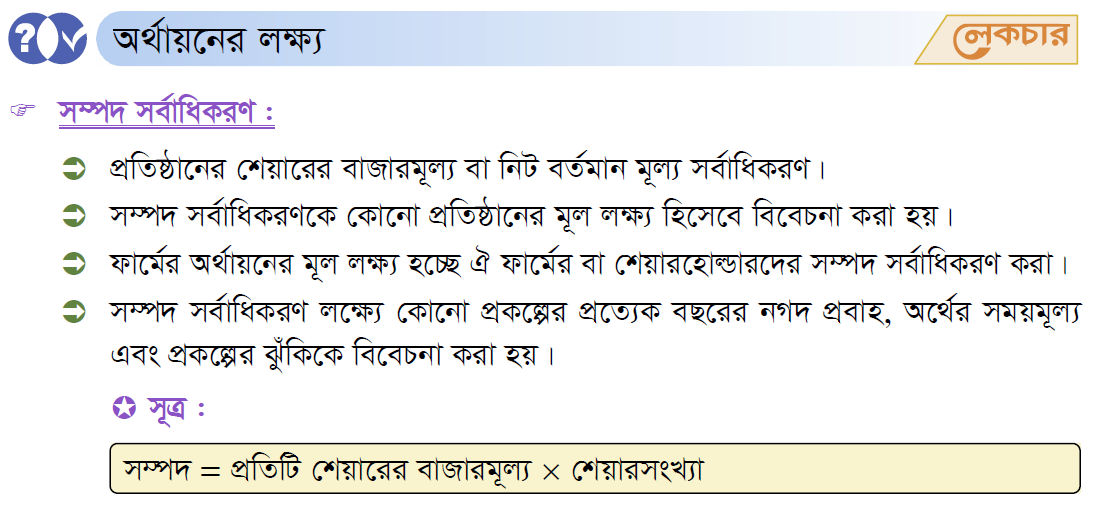 অর্থায়নের লক্ষ্য
লেকচার
সম্পদ সর্বাধিকরণ :
প্রতিষ্ঠানের শেয়ারের বাজারমূল্য বা নিট বর্তমান মূল্য সর্বাধিকরণ।
সম্পদ সর্বাধিকরণকে কোনো প্রতিষ্ঠানের মূল লক্ষ্য হিসেবে বিবেচনা করা হয়।
ফার্মের অর্থায়নের মূল লক্ষ্য হচ্ছে ঐ ফার্মের বা শেয়ারহোল্ডারদের সম্পদ সর্বাধিকরণ করা।
সম্পদ সর্বাধিকরণ লক্ষ্যে কোনো প্রকল্পের প্রত্যেক বছরের নগদ প্রবাহ, অর্থের সময়মূল্য
এবং প্রকল্পের ঝুঁকিকে বিবেচনা করা হয়।
সূত্র :
সম্পদ = প্রতিটি শেয়ারের বাজারমূল্য × শেয়ারসংখ্যা